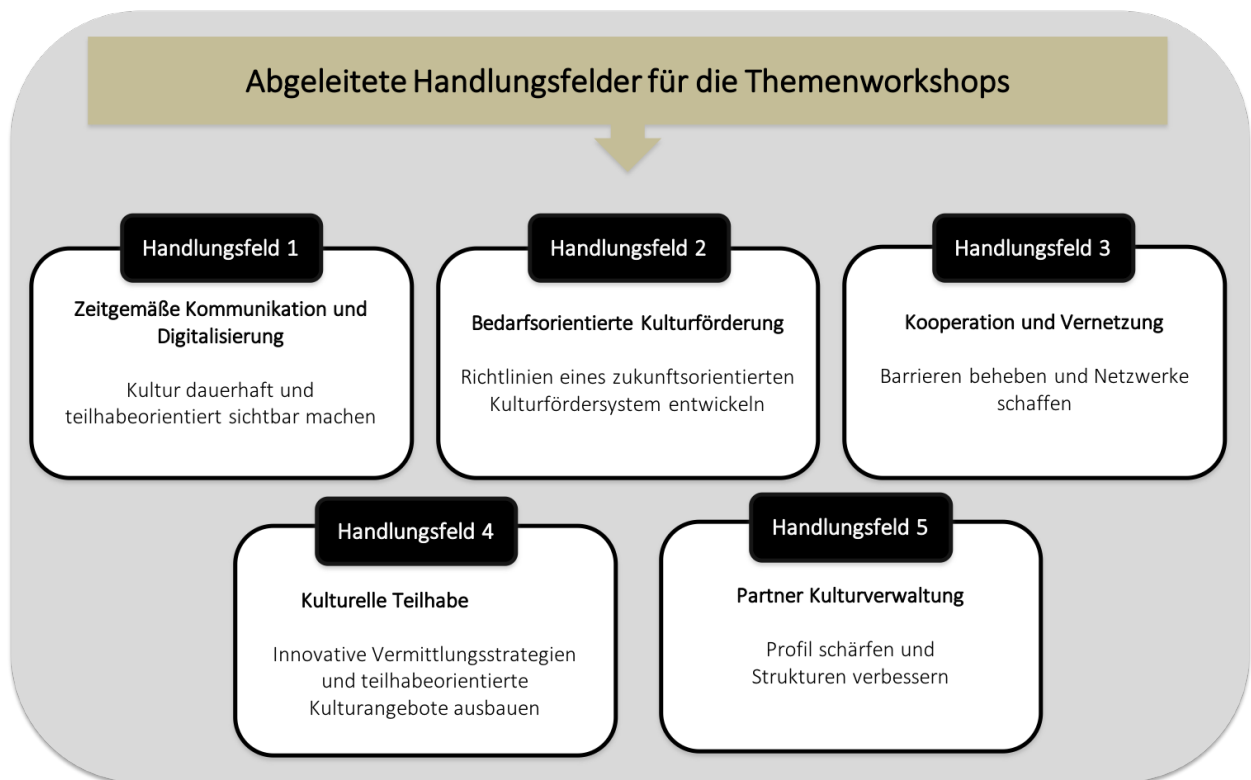 Abgeleitete Handlungsfelder für die Themenworkshops
Handlungsfeld 1
Zeitgemäße Kommunikation und
Digitalisierung
Kultur dauerhaft und
teilhabeorientiert sichtbar machen
Handlungsfeld 2
Bedarfsorientierte Kulturförderung
Richtlinien eines zukunftsorientierten
Kulturfördersystem entwickeln
Handlungsfeld 3
Kooperation und Vernetzung
Barrieren beheben und Netzwerke
schaffen
Handlungsfeld 4
Kulturelle Teilhabe
Innovative Vermittlungsstrategien
und teilhabeorientierte
Kulturangebote ausbauen
Handlungsfeld 5
Partner Kulturverwaltung
Profil schärfen und
Strukturen verbessern